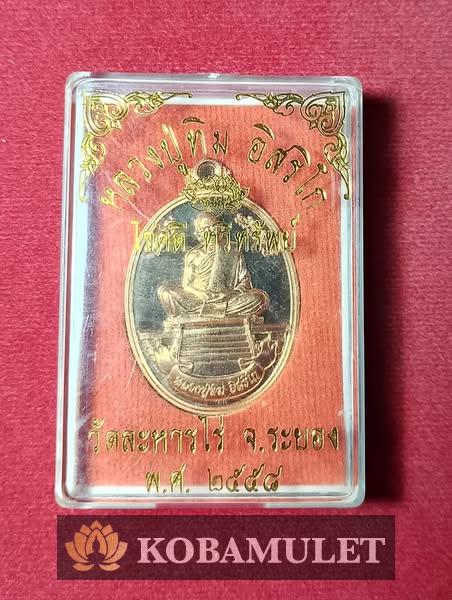 หลวงปู่ทิม อิสริโก
โชคดี ทวีทรัพย์
หลวงปู่ทิม อิสริโก
วัดละหารไร่ จ.ระยอง
พ.ศ. ๒๕๕๘
KOBAMULET